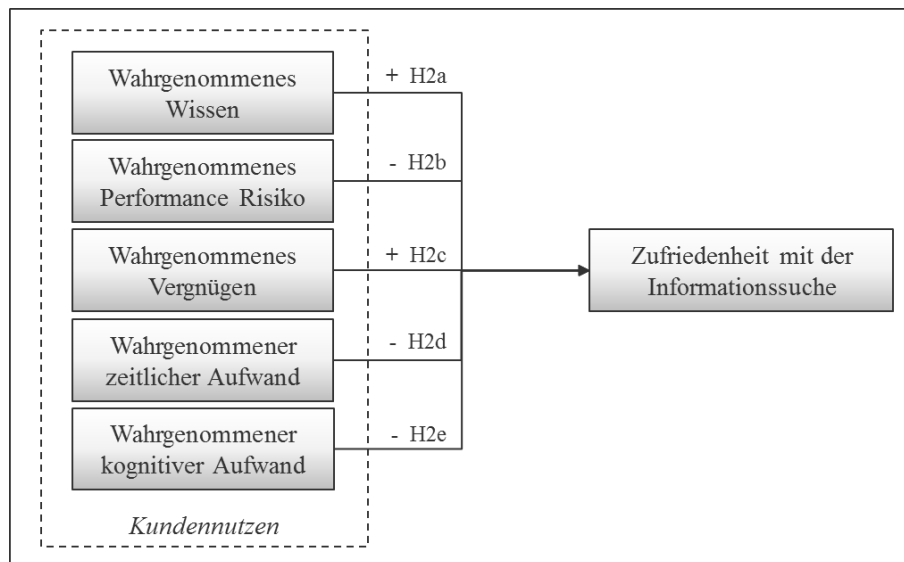 Wahrgenommenes
Wissen
+ H2a
Wahrgenommenes
Performance Risiko
- H2b
Wahrgenommenes
Vergnügen
+ H2c
Wahrgenommener
zeitlicher Aufwand
- H2d
Wahrgenommener
kognitiver Aufwand
- H2e
Kundennutzen
Zufriedenheit mit der
Informationssuche